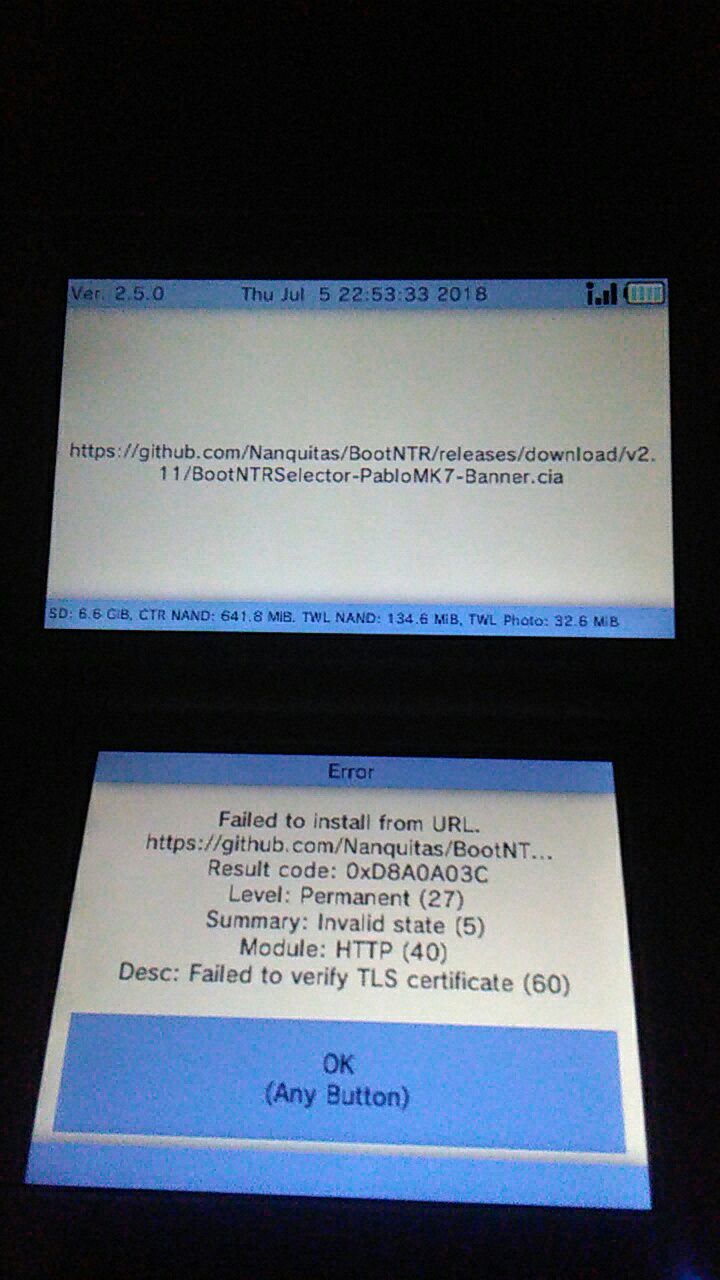 Ver. 2.5.0 Thu Jul 5 22:53:33 2018
https://github.com/Nanquitas/BootNTR/releases/download/v2.
11/BootNTRSelector-PabloMK7-Banner.cia
SD: 6.6 GiB, CTR NAND: 641.8 MiB, TWL NAND: 134.6 MiB, TWL Photo: 32.6 MiB
Error
Failed to install from URL.
https://github.com/Nanquitas/BootNT...
Result code: 0xD8A0A03C
Level: Permanent (27)
Summary: Invalid state (5)
Module: HTTP (40)
Desc: Failed to verify TLS certificate (60)
OK
(Any Button)